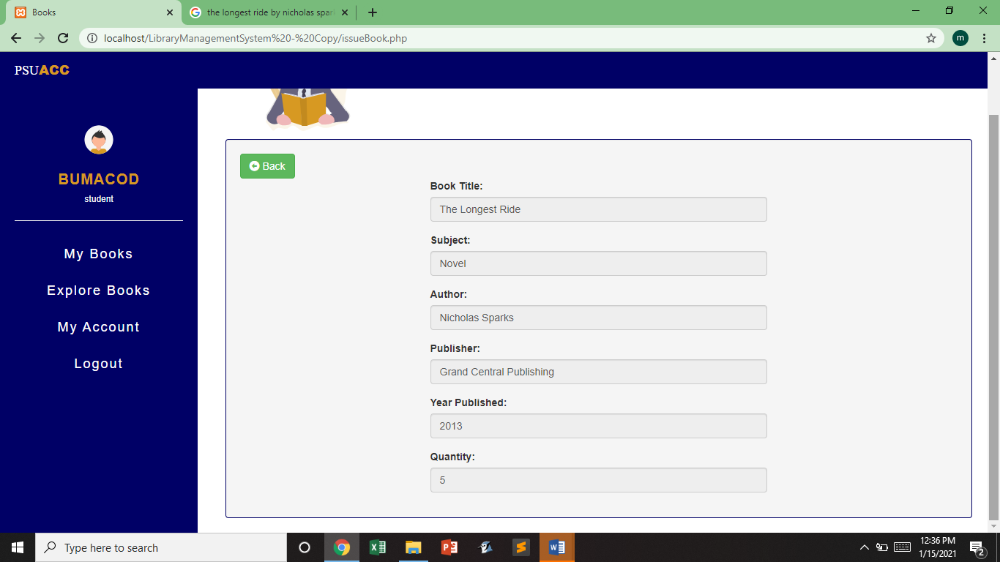 Books
the longest ride by nicholas spar
localhost/LibraryManagementSystem%20-%20Copy/issueBook.php
m
PSUACC
BUMACOD
student
My Books
Explore Books
My Account
Logout
Back
Book Title:
The Longest Ride
Subject:
Novel
Author:
Nicholas Sparks
Publisher:
Grand Central Publishing
Year Published:
2013
Quantity:
5
Type here to search
12:36 PM
1/15/2021
2